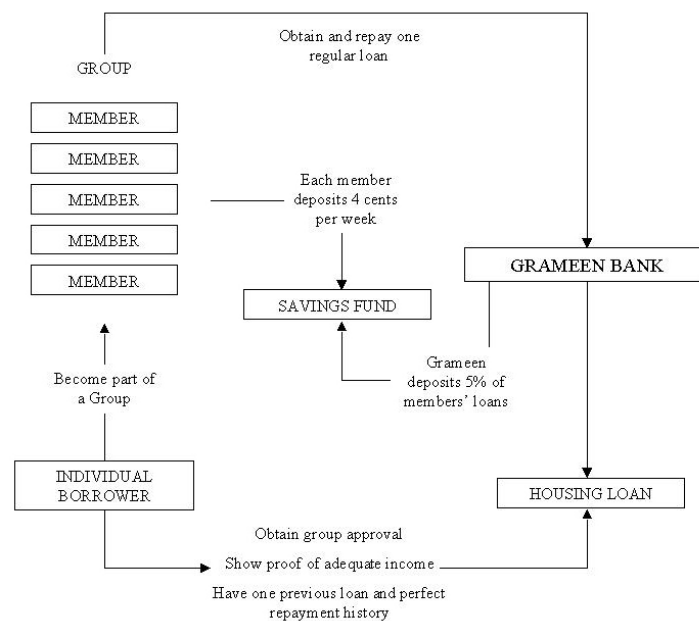 Obtain and repay one
regular loan
GROUP
MEMBER
MEMBER
MEMBER
MEMBER
MEMBER
Each member
deposits 4 cents
per week
GRAMEEN BANK
SAVINGS FUND
Grameen
deposits 5% of
members’ loans
Become part of
a Group
INDIVIDUAL
BORROWER
HOUSING LOAN
Obtain group approval
Show proof of adequate income
Have one previous loan and perfect
repayment history